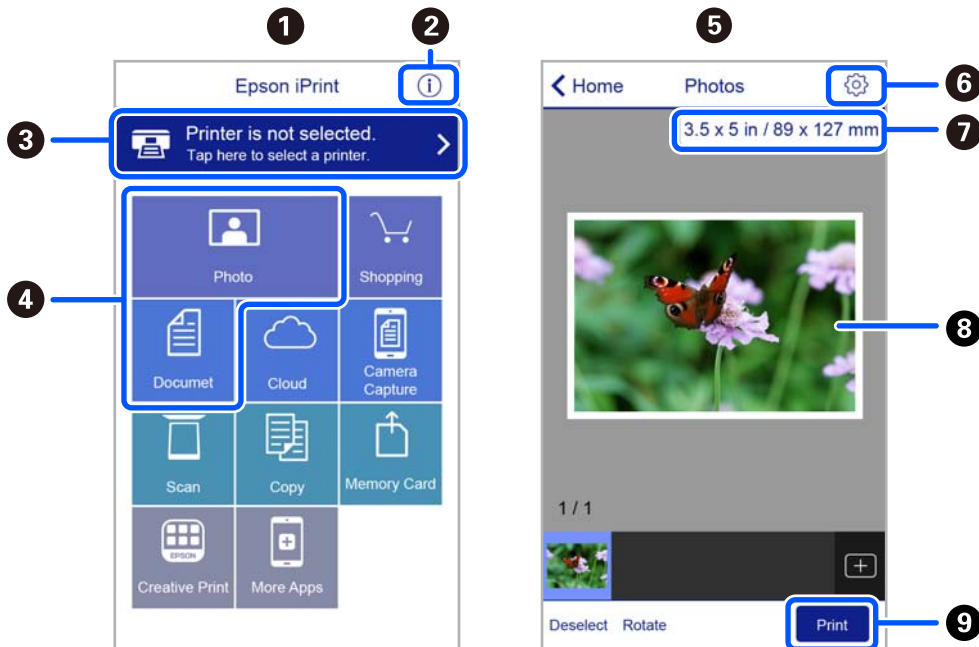 1
2
Epson iPrint
3
Printer is not selected.
Tap here to select a printer.
4
Photo
Shopping
Documet
Cloud
Camera
Capture
Scan
Copy
Memory Card
EPSON
Creative Print
More Apps
5
Home
Photos
6
3.5 x 5 in / 89 x 127 mm
7
8
1 / 1
Deselect
Rotate
Print
9